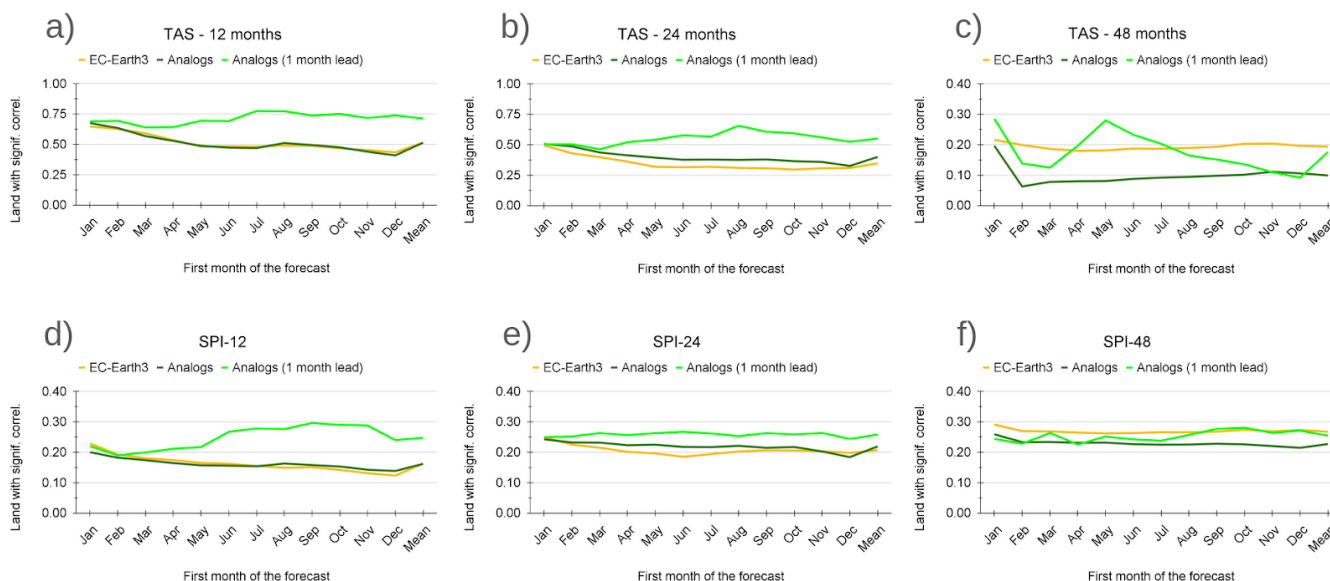 a)
TAS - 12 months
EC-Earth3 Analogs Analogs (1 month lead)
Land with signif. correl.
1.00
0.75
0.50
0.25
0.00
Jan Feb Mar Apr May Jun Jul Aug Sep Oct Nov Dec Mean
First month of the forecast
b)
TAS - 24 months
EC-Earth3 Analogs Analogs (1 month lead)
Land with signif. correl.
1.00
0.75
0.50
0.25
0.00
Jan Feb Mar Apr May Jun Jul Aug Sep Oct Nov Dec Mean
First month of the forecast
c)
TAS - 48 months
EC-Earth3 Analogs Analogs (1 month lead)
Land with signif. correl.
0.40
0.30
0.20
0.10
0.00
Jan Feb Mar Apr May Jun Jul Aug Sep Oct Nov Dec Mean
First month of the forecast
d)
SPI-12
EC-Earth3 Analogs Analogs (1 month lead)
Land with signif. correl.
0.40
0.30
0.20
0.10
0.00
Jan Feb Mar Apr May Jun Jul Aug Sep Oct Nov Dec Mean
First month of the forecast
e)
SPI-24
EC-Earth3 Analogs Analogs (1 month lead)
Land with signif. correl.
0.40
0.30
0.20
0.10
0.00
Jan Feb Mar Apr May Jun Jul Aug Sep Oct Nov Dec Mean
First month of the forecast
f)
SPI-48
EC-Earth3 Analogs Analogs (1 month lead)
Land with signif. correl.
0.40
0.30
0.20
0.10
0.00
Jan Feb Mar Apr May Jun Jul Aug Sep Oct Nov Dec Mean
First month of the forecast